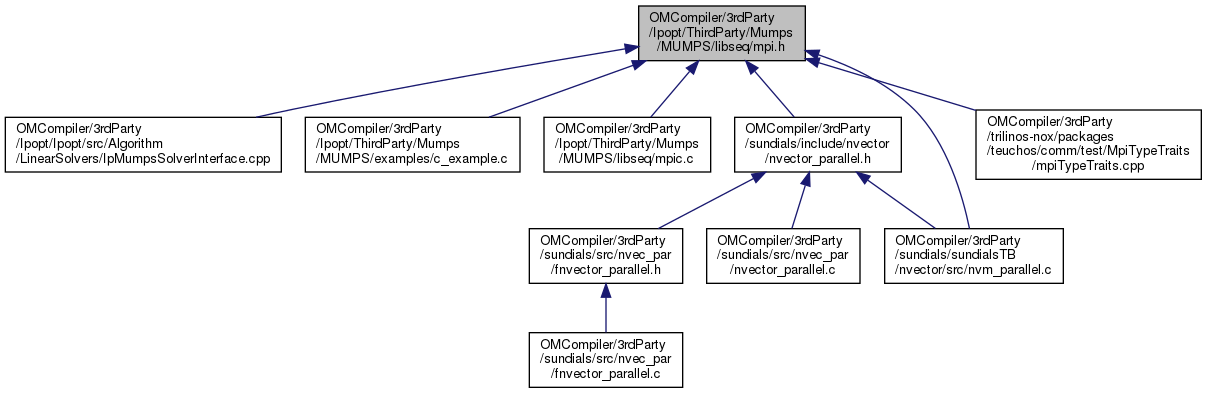 OMCompiler/3rdParty
/Ipopt/ThirdParty/Mumps
/MUMPS/libseq/mpi.h
OMCompiler/3rdParty
/Ipopt/Ipopt/src/Algorithm
/LinearSolvers/IpMumpsSolverInterface.cpp
OMCompiler/3rdParty
/Ipopt/ThirdParty/Mumps
/MUMPS/examples/c_example.c
OMCompiler/3rdParty
/Ipopt/ThirdParty/Mumps
/MUMPS/libseq/mpic.c
OMCompiler/3rdParty
/sundials/include/nvector
/nvector_parallel.h
OMCompiler/3rdParty
/trilinos-nox/packages
/teuchos/comm/test/MpiTypeTraits
/mpiTypeTraits.cpp
OMCompiler/3rdParty
/sundials/src/nvec_par
/fnvector_parallel.h
OMCompiler/3rdParty
/sundials/src/nvec_par
/nvector_parallel.c
OMCompiler/3rdParty
/sundials/sundialsTB
/nvector/src/nvm_parallel.c
OMCompiler/3rdParty
/sundials/src/nvec_par
/fnvector_parallel.c